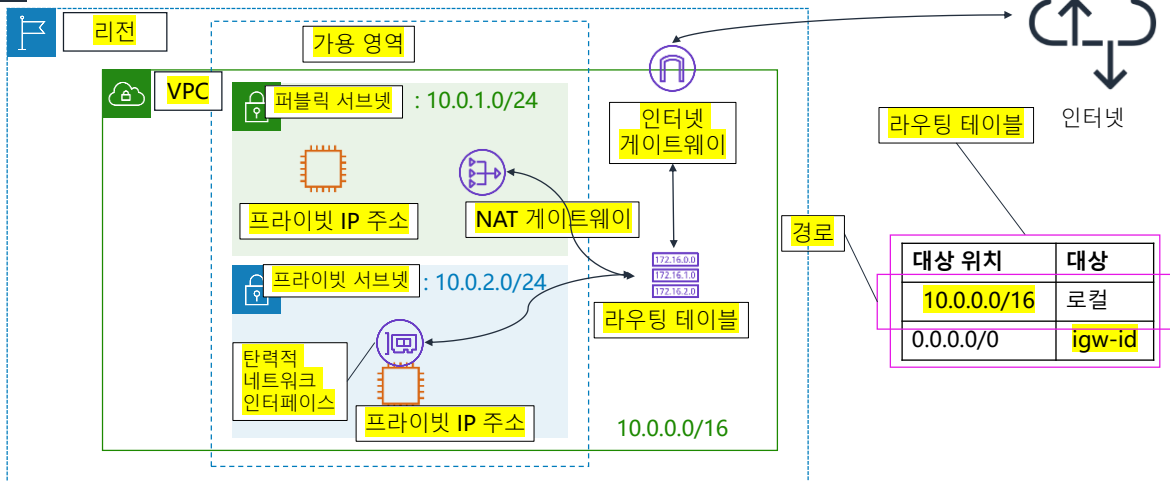 리전
가용 영역
VPC
퍼블릭 서브넷 : 10.0.1.0/24
인터넷
게이트웨이
라우팅 테이블
인터넷
프라이빗 IP 주소
NAT 게이트웨이
경로
대상 위치 대상
10.0.0.0/16 로컬
0.0.0.0/0 igw-id
172.16.0.0
172.16.1.0
172.16.2.0
라우팅 테이블
프라이빗 서브넷 : 10.0.2.0/24
탄력적
네트워크
인터페이스
프라이빗 IP 주소
10.0.0.0/16